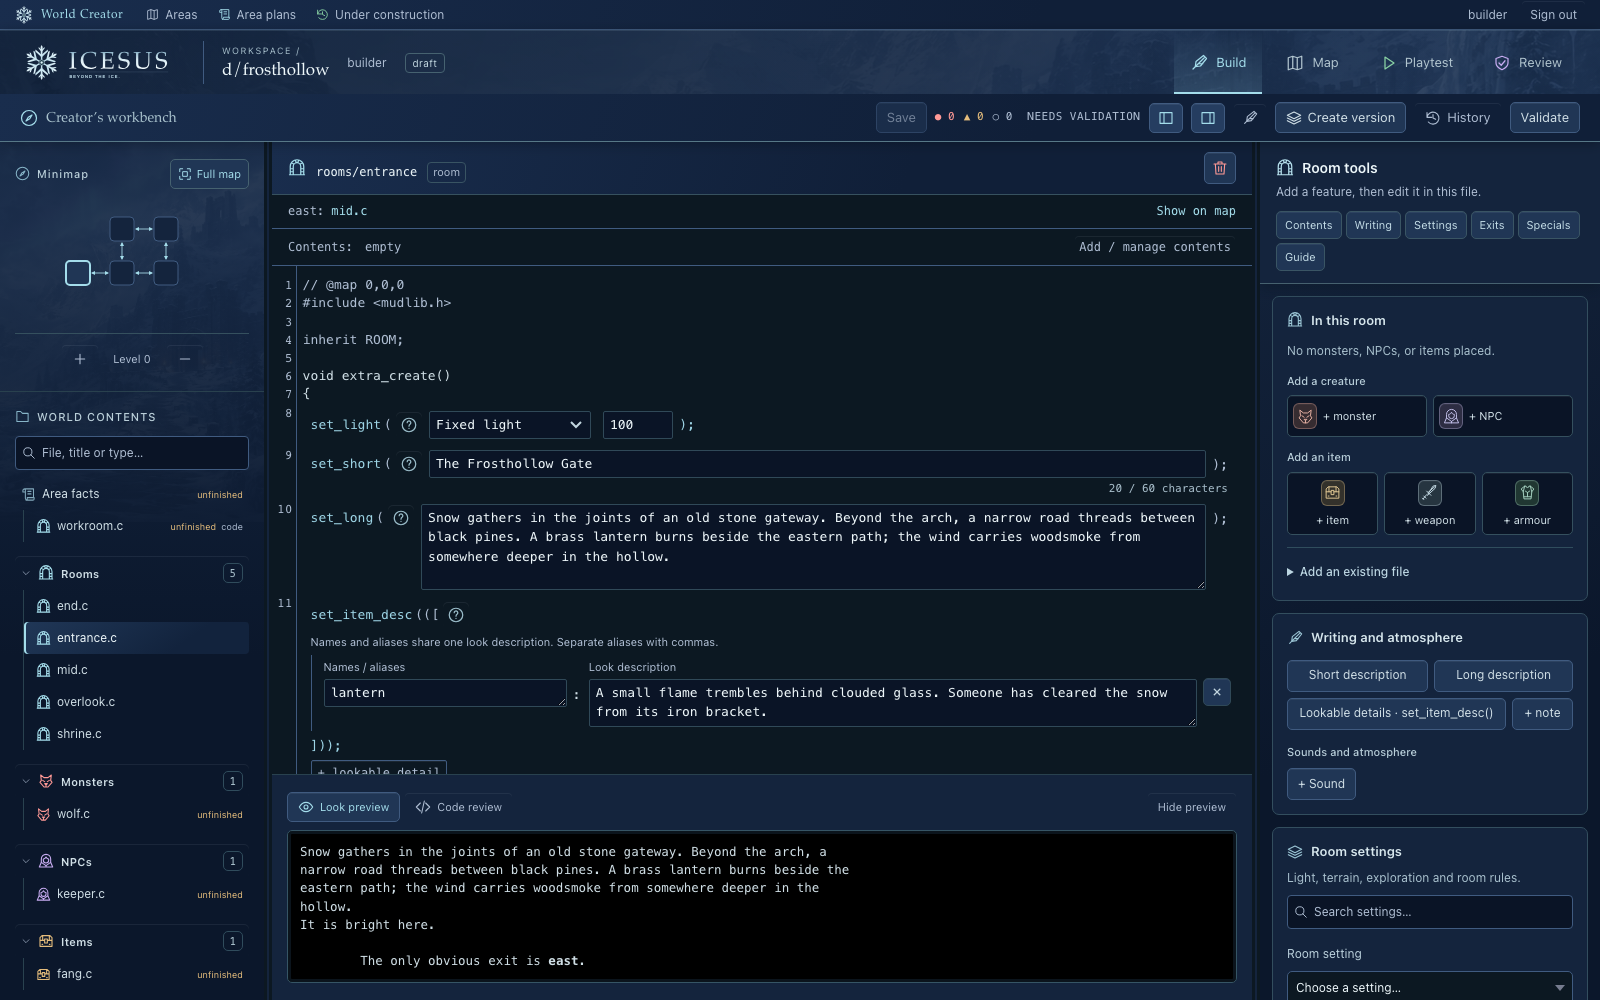 World Creator Areas Area plans Under construction builder Sign out
ICESUS
BEYOND THE ICE.
WORKSPACE /
d/frosthollow builder draft
Build Map Playtest Review
Creator's workbench Save 0 0 0 NEEDS VALIDATION Create version History Validate
Minimap Full map
+ Level 0 −
WORLD CONTENTS
File, title or type...
Area facts unfinished
workroom.c unfinished code
Rooms 5
end.c
entrance.c
mid.c
overlook.c
shrine.c
Monsters 1
wolf.c unfinished
NPCs 1
keeper.c unfinished
Items 1
fang.c unfinished
rooms/entrance room
east: mid.c Show on map
Contents: empty Add / manage contents
1 // @map 0,0,0
2 #include <mudlib.h>
3
4 inherit ROOM;
5
6 void extra_create()
7 {
8 set_light( ? Fixed light 100 );
9 set_short( ? The Frosthollow Gate );
20 / 60 characters
10 set_long( ? Snow gathers in the joints of an old stone gateway. Beyond the arch, a narrow road threads between );
black pines. A brass lantern burns beside the eastern path; the wind carries woodsmoke from
somewhere deeper in the hollow.
11 set_item_desc(([ ?
Names and aliases share one look description. Separate aliases with commas.
Names / aliases Look description
lantern : A small flame trembles behind clouded glass. Someone has cleared the snow ×
from its iron bracket.
]));
+ lookable detail
Look preview Code review Hide preview
Snow gathers in the joints of an old stone gateway. Beyond the arch, a
narrow road threads between black pines. A brass lantern burns beside the
eastern path; the wind carries woodsmoke from somewhere deeper in the
hollow.
It is bright here.
The only obvious exit is east.
Room tools
Add a feature, then edit it in this file.
Contents Writing Settings Exits Specials
Guide
In this room
No monsters, NPCs, or items placed.
Add a creature
+ monster + NPC
Add an item
+ item + weapon + armour
Add an existing file
Writing and atmosphere
Short description Long description
Lookable details · set_item_desc() + note
Sounds and atmosphere
+ Sound
Room settings
Light, terrain, exploration and room rules.
Search settings...
Room setting
Choose a setting...